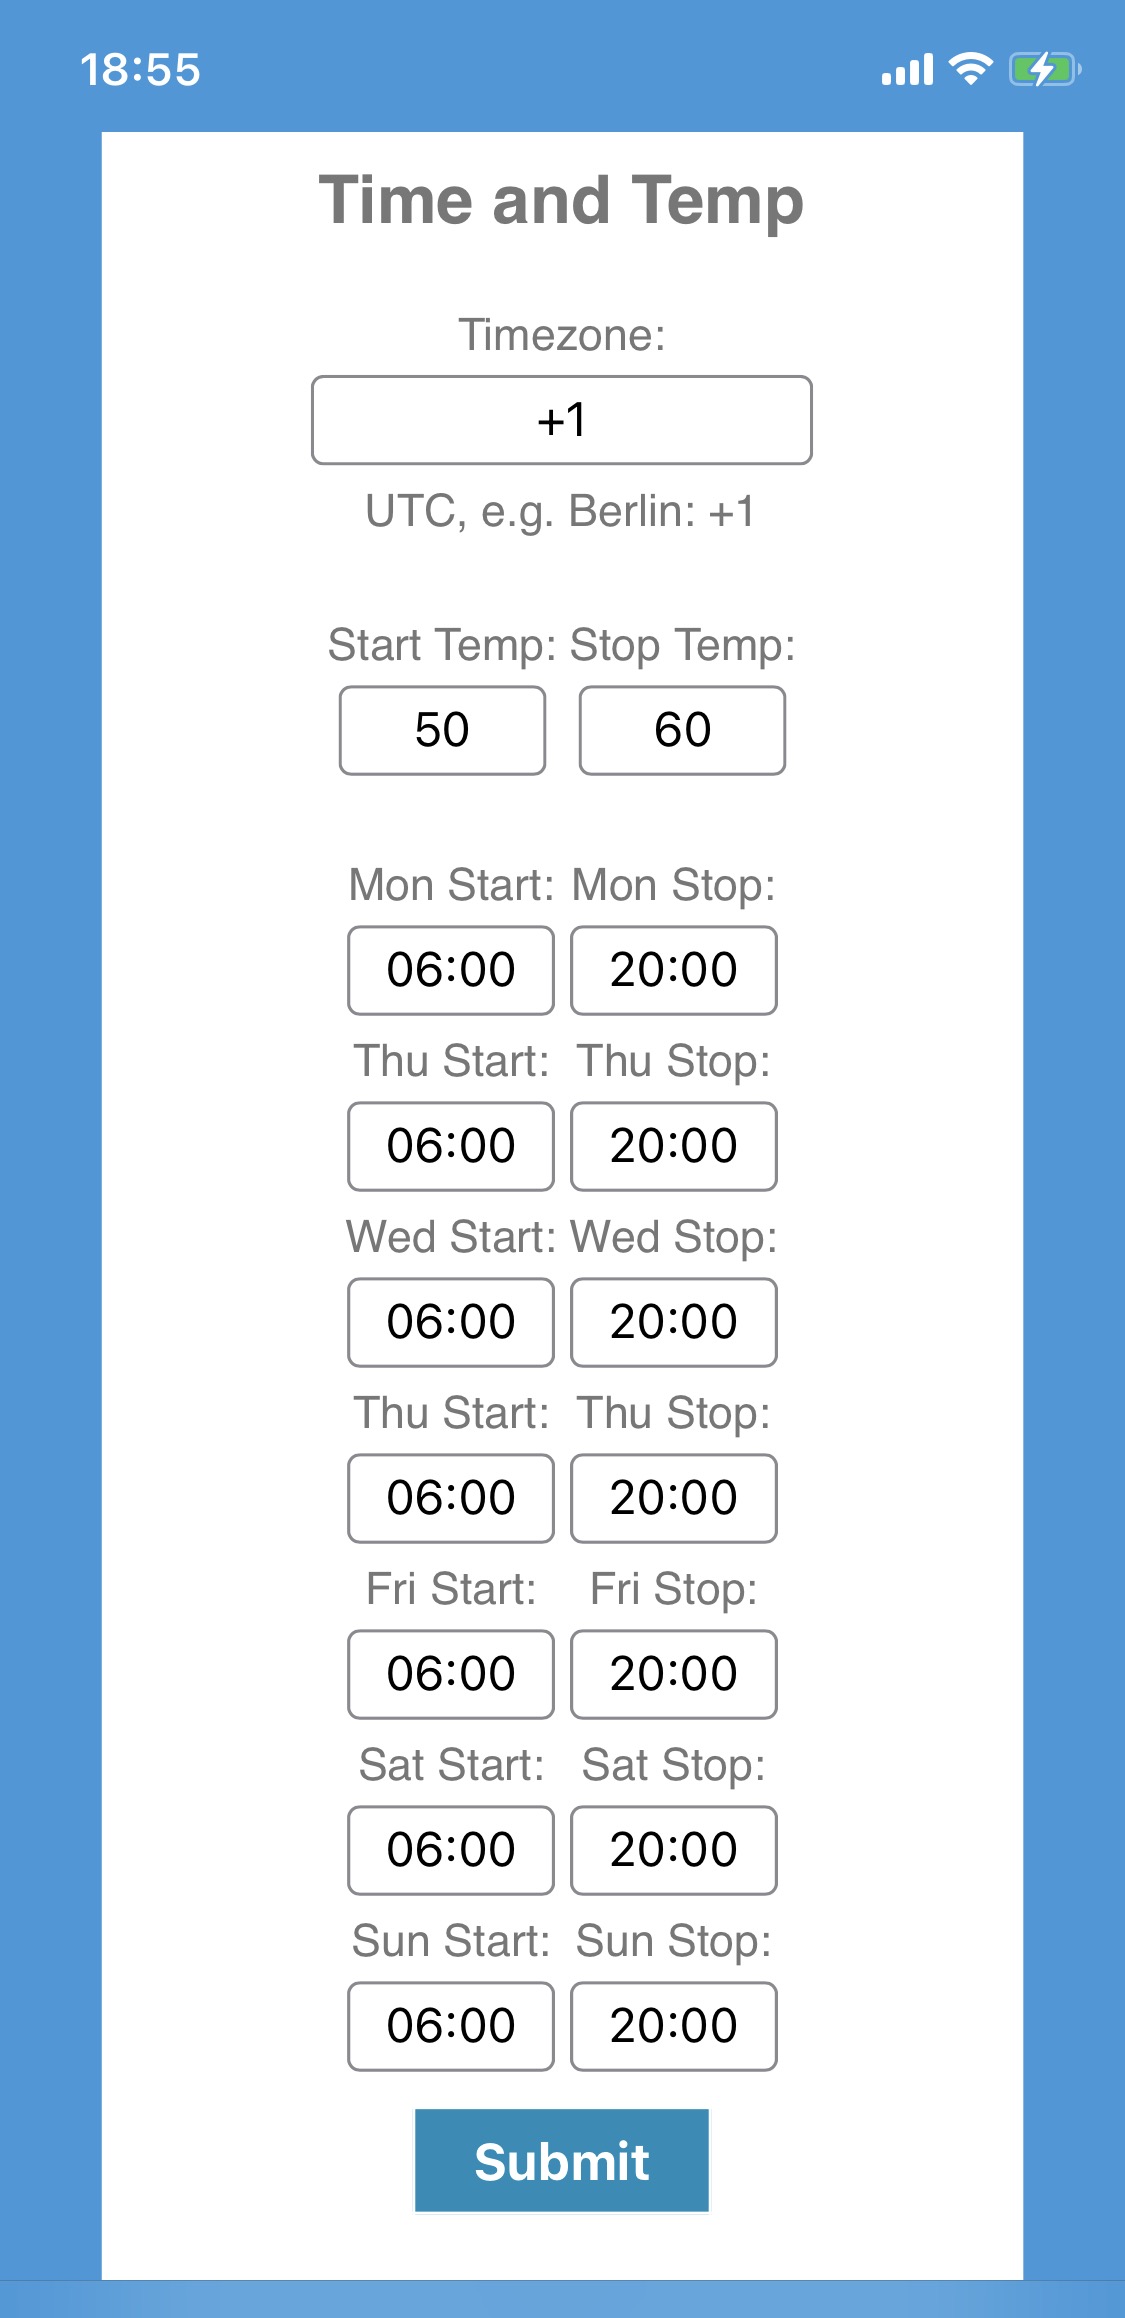 18:55
Time and Temp
Timezone:
+1
UTC, e.g. Berlin: +1
Start Temp: Stop Temp:
50 60
Mon Start: Mon Stop:
06:00 20:00
Thu Start: Thu Stop:
06:00 20:00
Wed Start: Wed Stop:
06:00 20:00
Thu Start: Thu Stop:
06:00 20:00
Fri Start: Fri Stop:
06:00 20:00
Sat Start: Sat Stop:
06:00 20:00
Sun Start: Sun Stop:
06:00 20:00
Submit